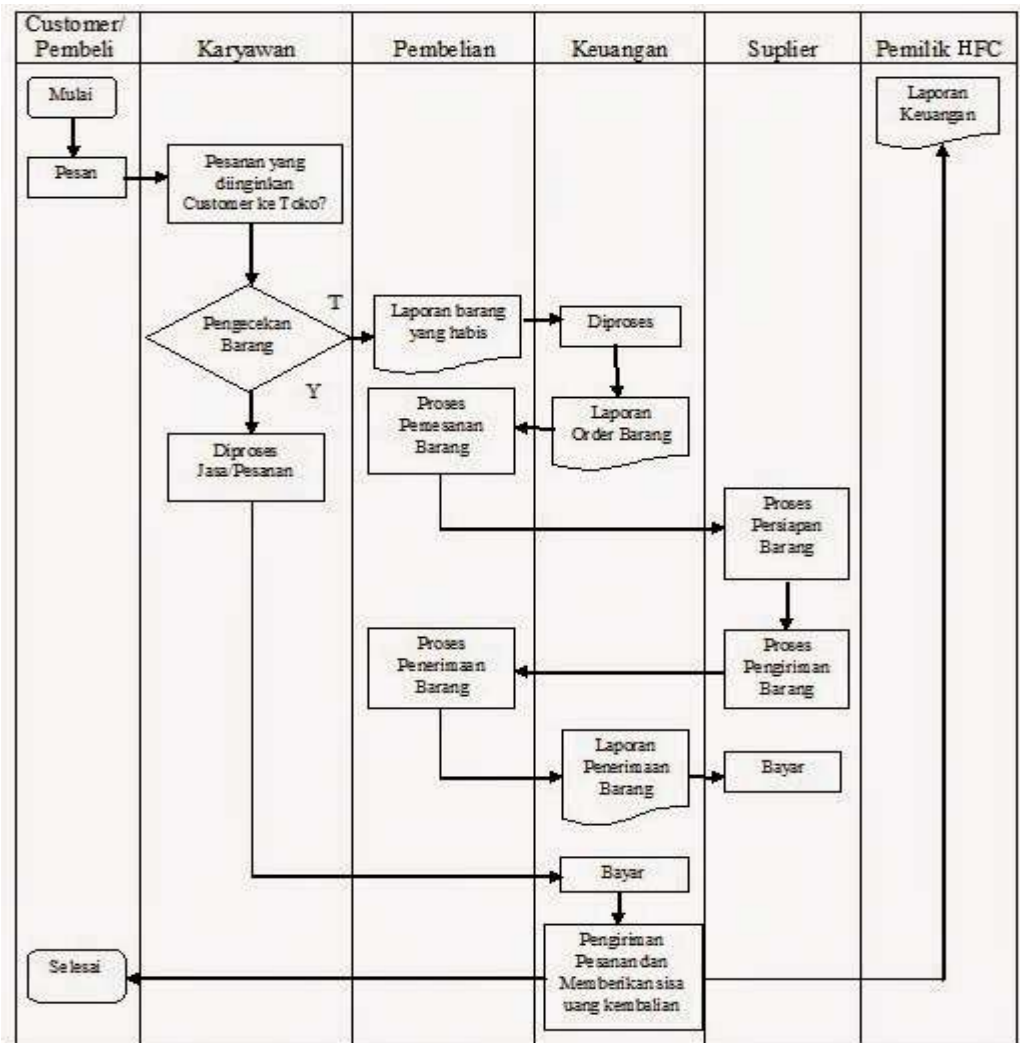 Customer/
Pembeli
Karyawan
Pembelian
Keuangan
Suplier
Pemilik HFC
Mulai
Laporan
Keuangan
Pesan
Pesanan yang
diinginkan
Customer ke Toko?
Pengecekan
Barang
T
Y
Laporan barang
yang habis
Diproses
Proses
Pemesanan
Barang
Laporan
Order Barang
Diproses
Jasa/Pesanan
Proses
Persiapan
Barang
Proses
Penerimaan
Barang
Proses
Pengiriman
Barang
Laporan
Penerimaan
Barang
Bayar
Bayar
Pengiriman
Pesanan dan
Memberikan sisa
uang kembalian
Selesai